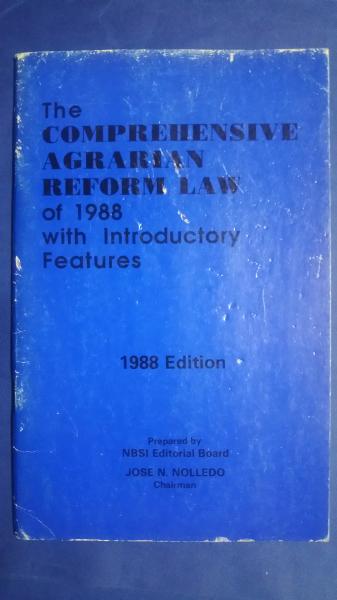 The
COMPREHENSIVE
AGRARIAN
REFORM LAW
of 1988
with Introductory
Features
1988 Edition
Prepared by
NBSI Editorial Board
JOSE N. NOLLEDO
Chairman